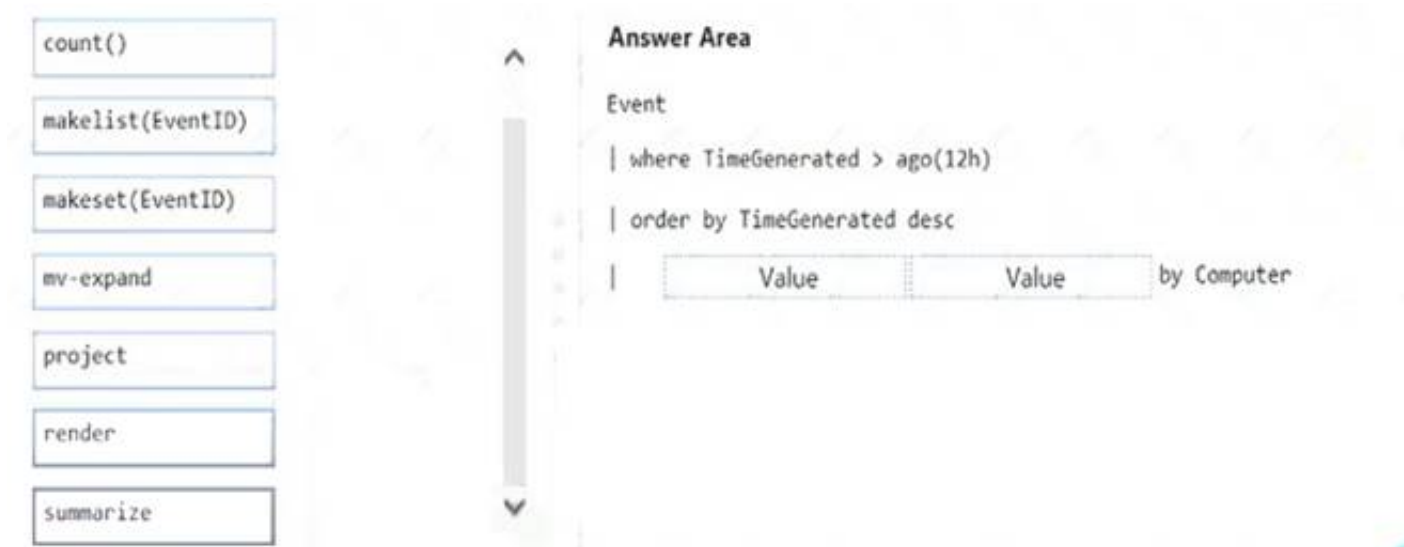 count()
makelist(EventID)
makeset(EventID)
mv-expand
project
render
summarize
Answer Area
Event
| where TimeGenerated > ago(12h)
| order by TimeGenerated desc
| Value Value by Computer